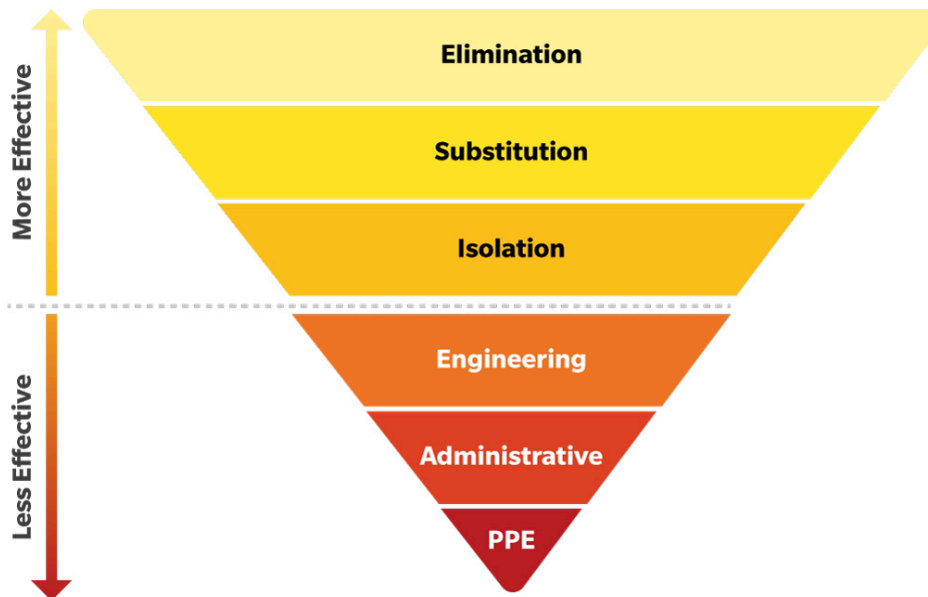 More Effective
Elimination
Substitution
Isolation
Less Effective
Engineering
Administrative
PPE